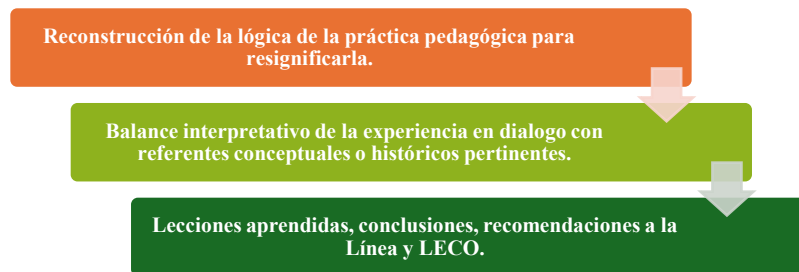 Reconstrucción de la lógica de la práctica pedagógica para
resignificarla.
Balance interpretativo de la experiencia en dialogo con
referentes conceptuales o históricos pertinentes.
Lecciones aprendidas, conclusiones, recomendaciones a la
Línea y LECO.